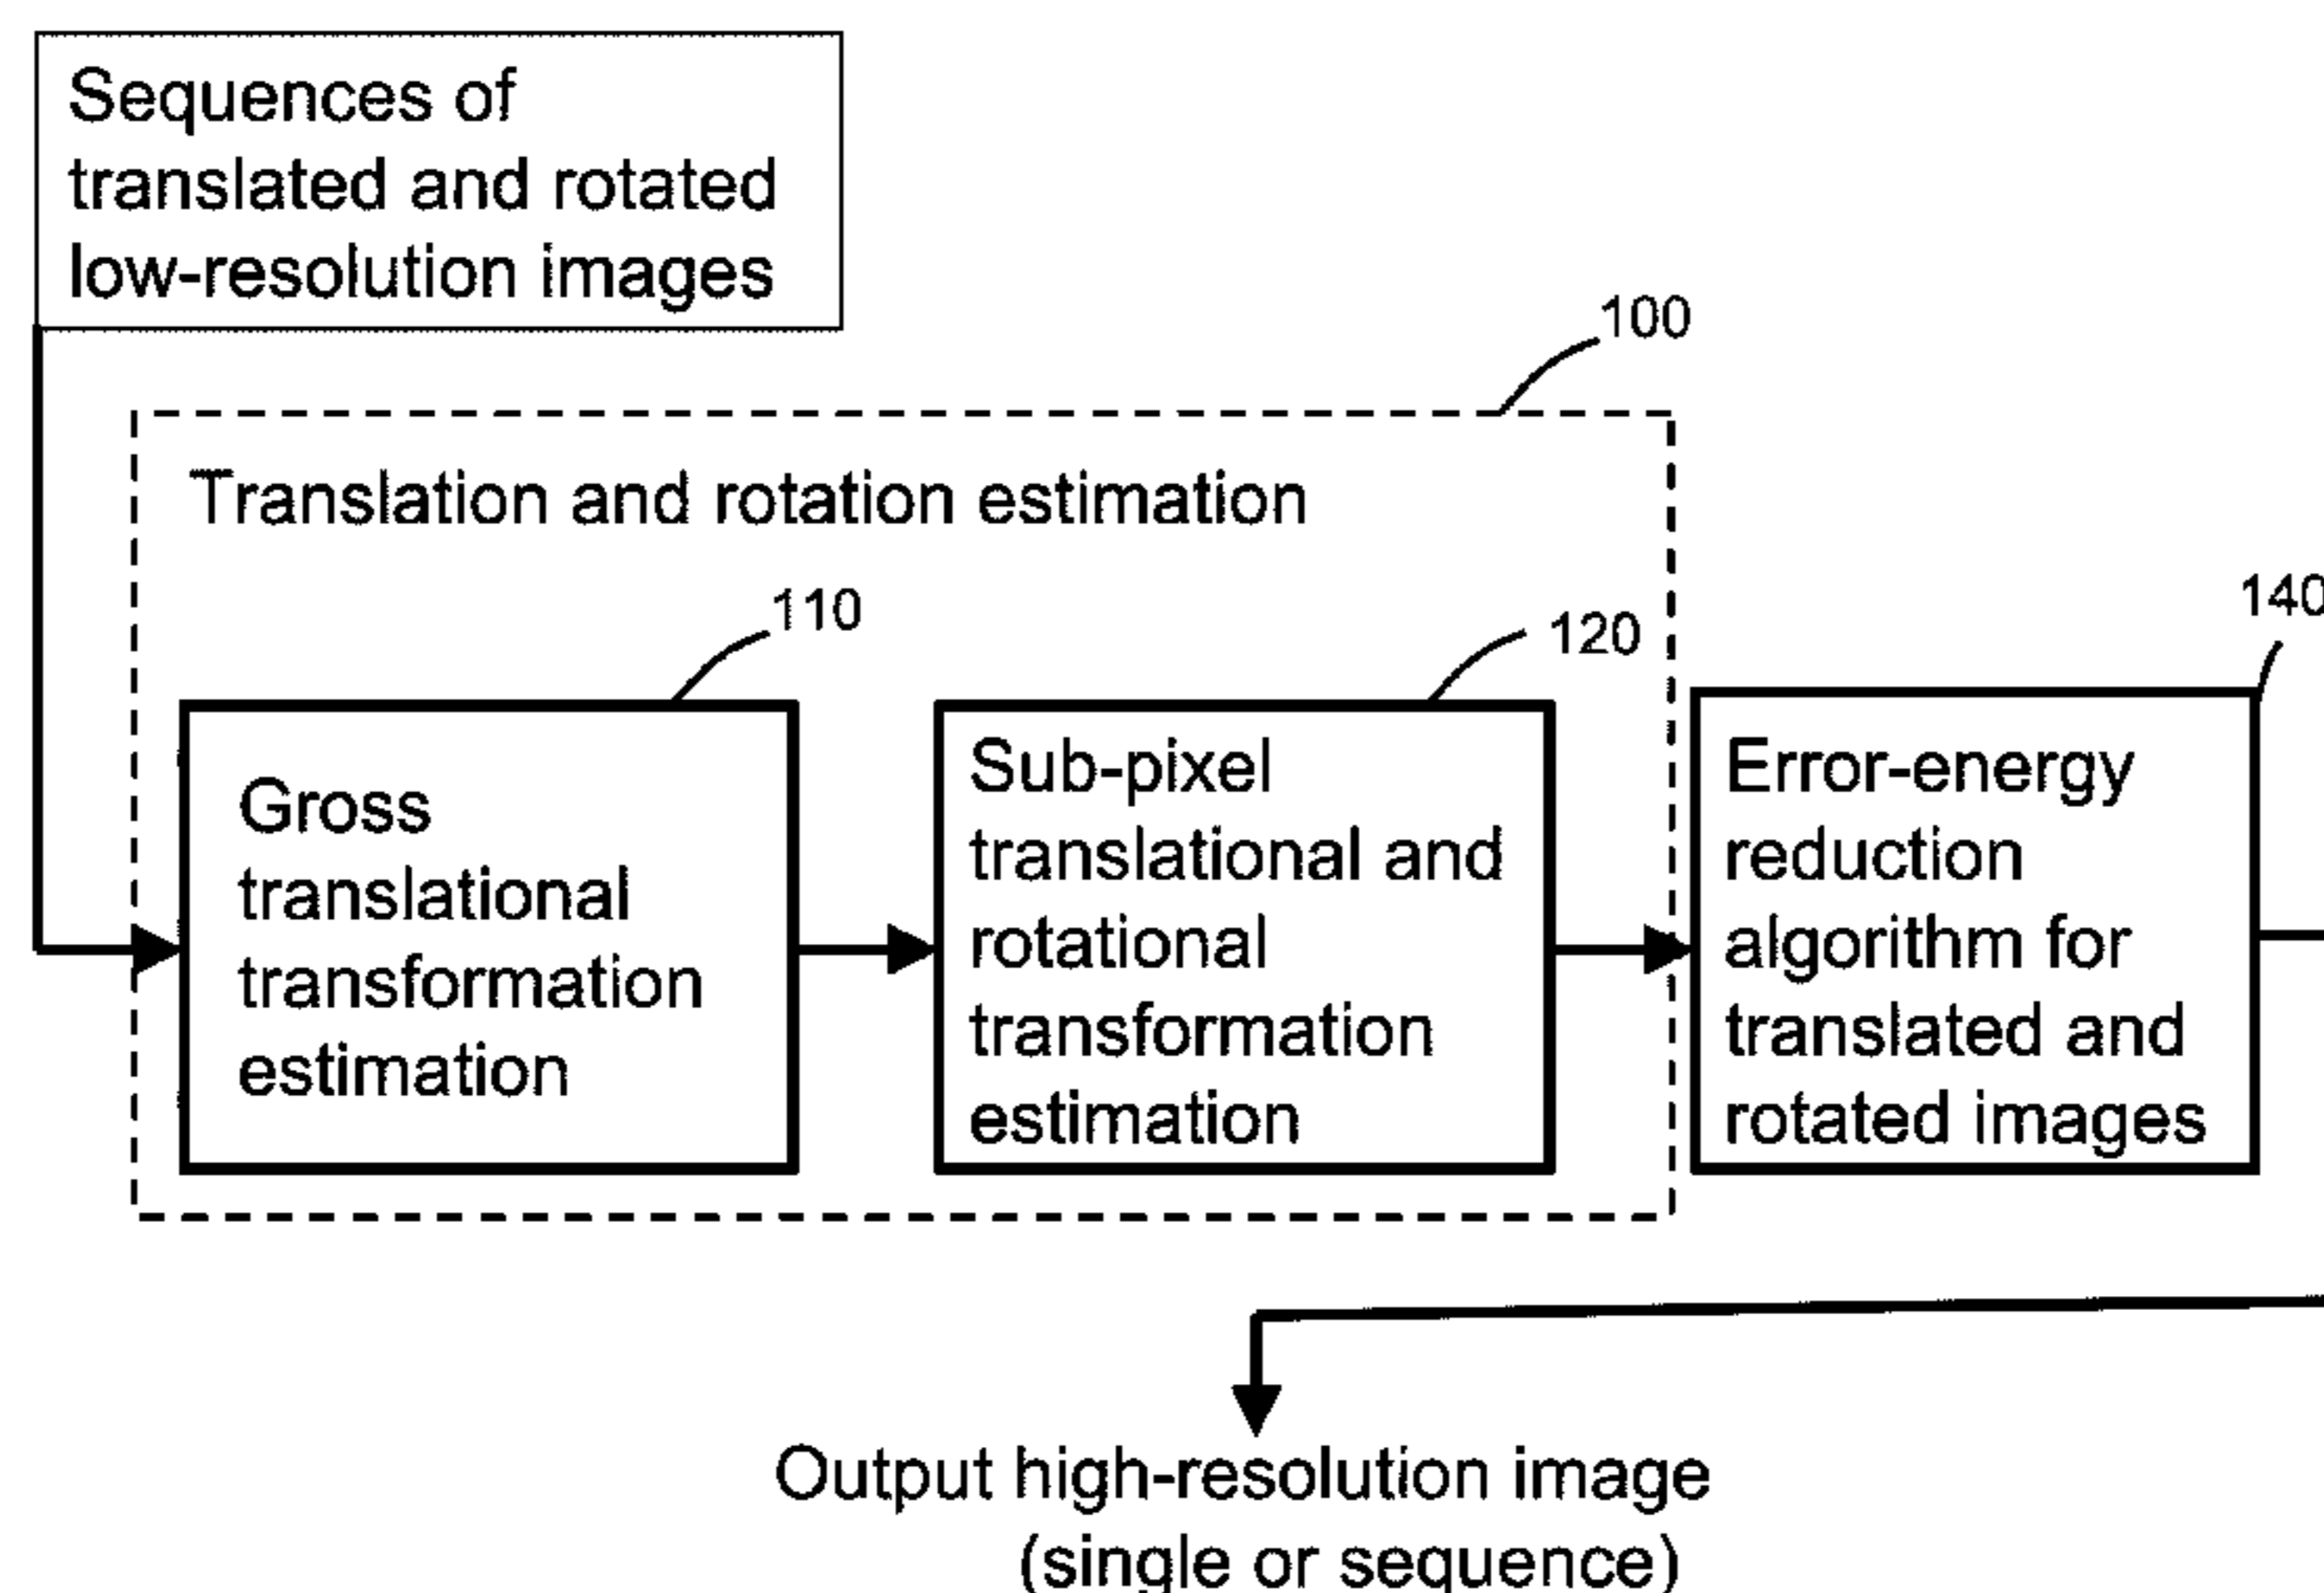 Sequences of
translated and rotated
low-resolution images
100
Translation and rotation estimation
110
120
140
Gross
translational
transformation
estimation
Sub-pixel
translational and
rotational
transformation
estimation
Error-energy
reduction
algorithm for
translated and
rotated images
Output high-resolution image
(single or sequence)